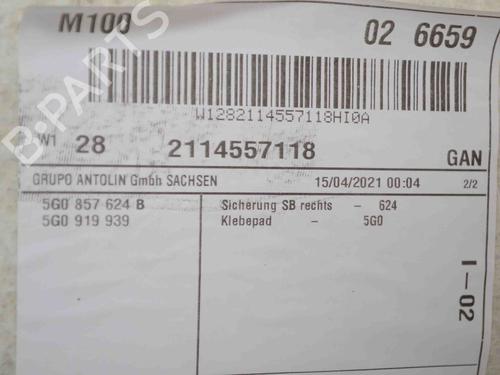 M100 02 6659
W1282114557118HI0A
W1 28 2114557118 GAN
GRUPO ANTOLIN Gmbh SACHSEN 15/04/2021 00:04 2/2
5G0 857 624 B Sicherung SB rechts – 624
5G0 919 939 Klebepad – 5G0
I-02
B-PARTS